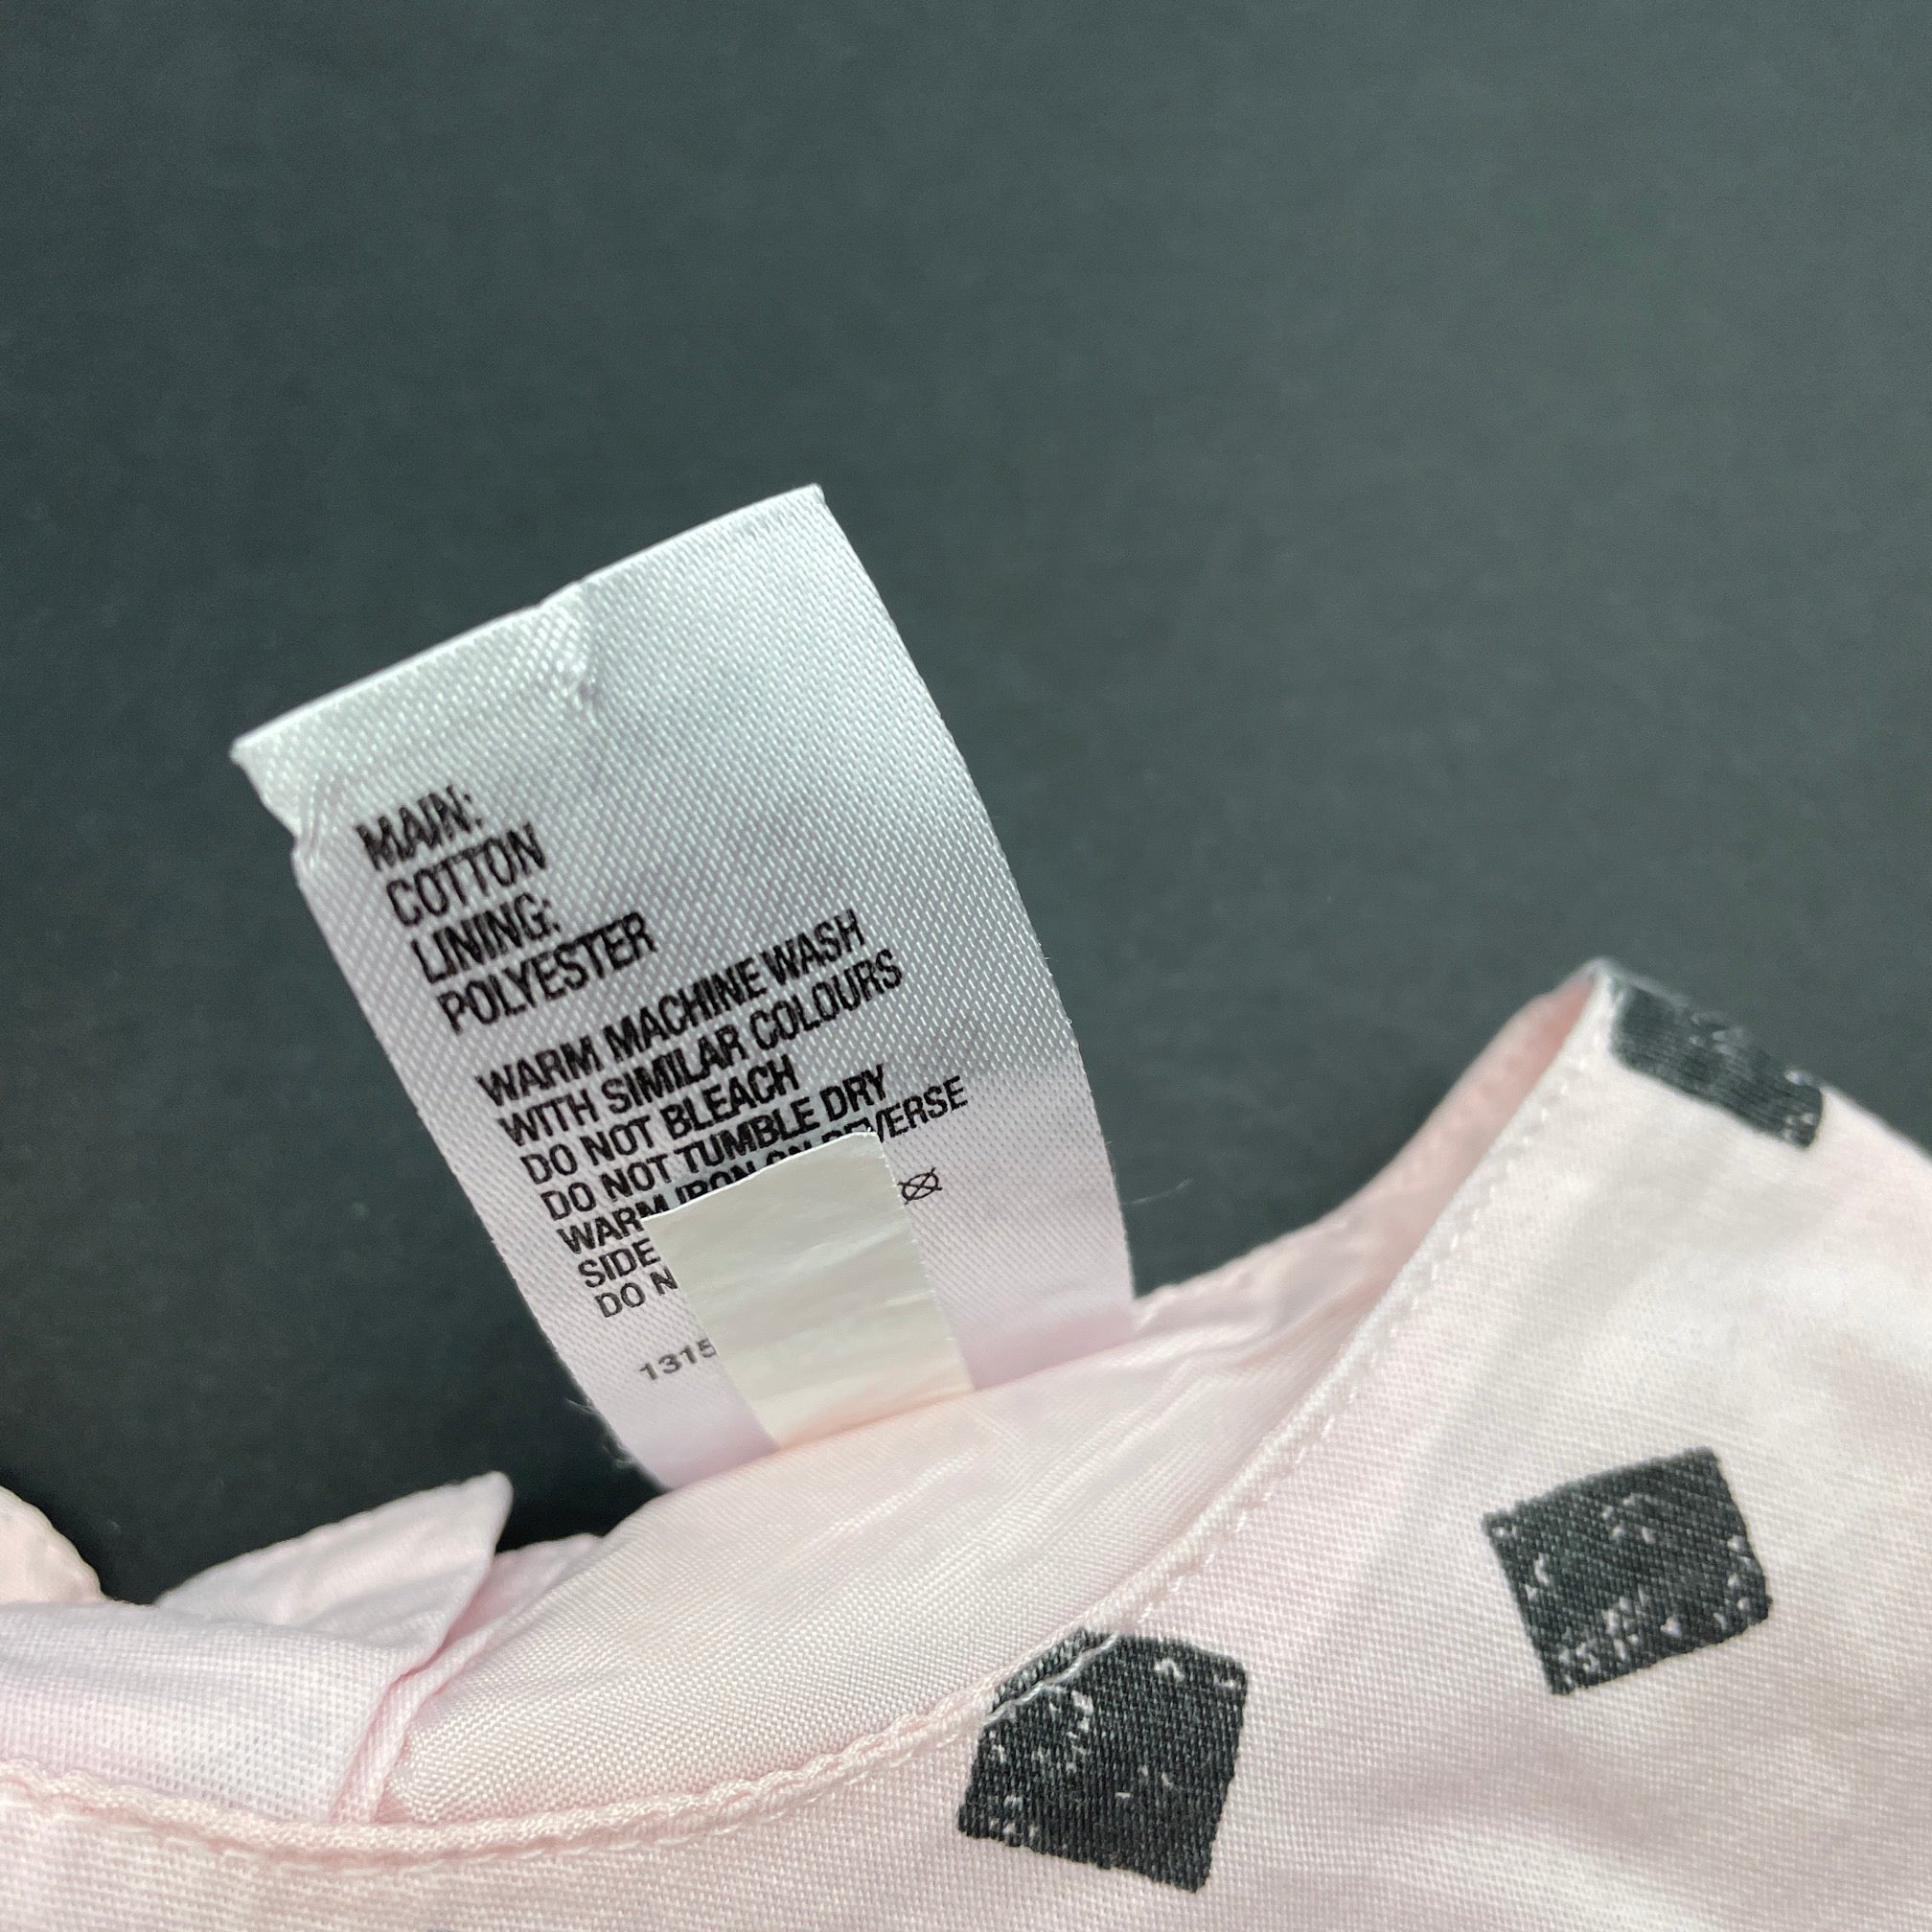 MAIN:
COTTON
LINING:
POLYESTER
WARM MACHINE WASH
WITH SIMILAR COLOURS
DO NOT BLEACH
DO NOT TUMBLE DRY
WARM IRON ON REVERSE
SIDE
DO N
1315